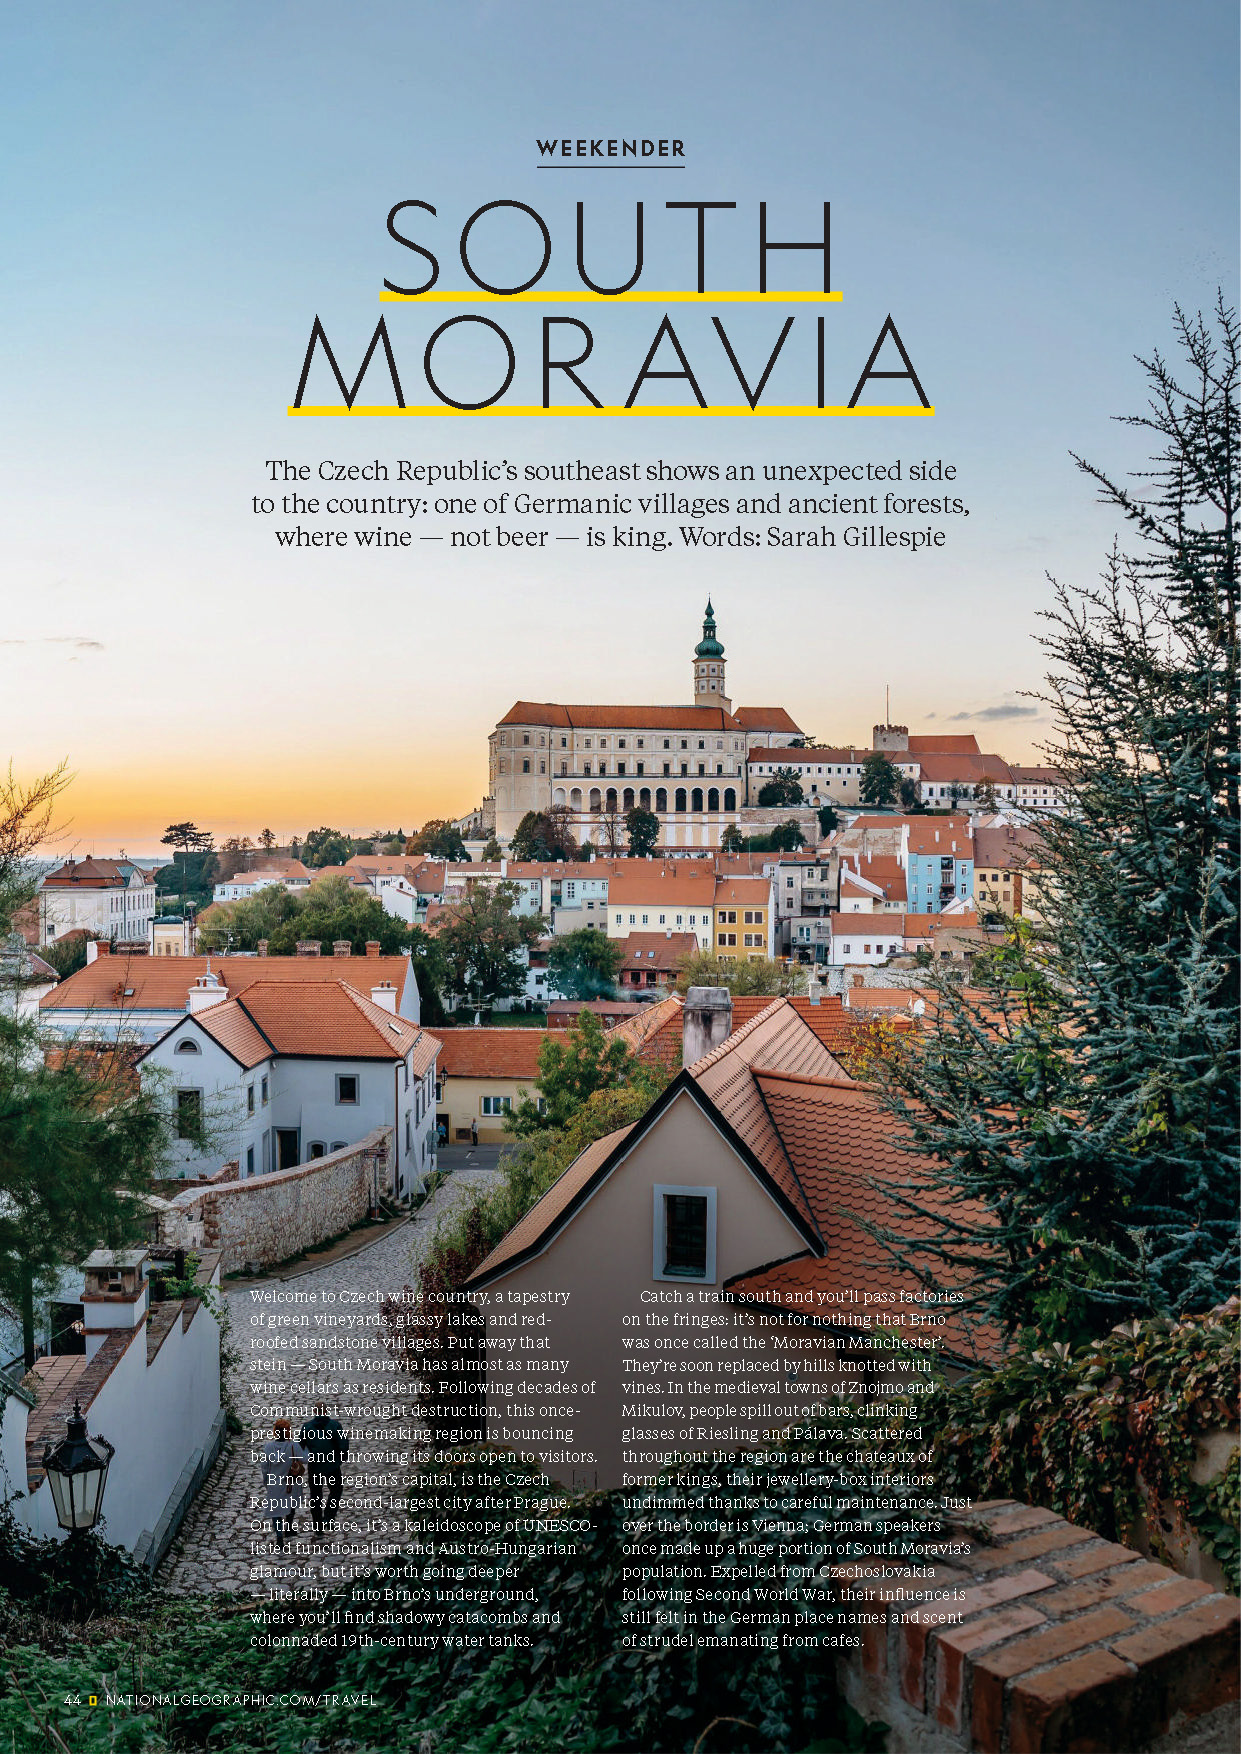 WEEKENDER
SOUTH
MORAVIA
The Czech Republic’s southeast shows an unexpected side
to the country: one of Germanic villages and ancient forests,
where wine — not beer — is king. Words: Sarah Gillespie
Welcome to Czech wine country, a tapestry
of green vineyards, glassy lakes and red-
roofed sandstone villages. Put away that
stein — South Moravia has almost as many
wine cellars as residents. Following decades of
Communist-wrought destruction, this once-
prestigious winemaking region is bouncing
back — and throwing its doors open to visitors.
Brno, the region’s capital, is the Czech
Republic’s second-largest city after Prague.
On the surface, it’s a kaleidoscope of UNESCO-
listed functionalism and Austro-Hungarian
glamour, but it’s worth going deeper
— literally — into Brno’s underground,
where you’ll find shadowy catacombs and
colonnaded 19th-century water tanks.
Catch a train south and you’ll pass factories
on the fringes: it’s not for nothing that Brno
was once called the ‘Moravian Manchester’.
They’re soon replaced by hills knotted with
vines. In the medieval towns of Znojmo and
Mikulov, people spill out of bars, clinking
glasses of Riesling and Pálava. Scattered
throughout the region are the chateaux of
former kings, their jewellery-box interiors
undimmed thanks to careful maintenance. Just
over the border is Vienna; German speakers
once made up a huge portion of South Moravia’s
population. Expelled from Czechoslovakia
following Second World War, their influence is
still felt in the German place names and scent
of strudel emanating from cafes.
44 NATIONALGEOGRAPHIC.COM/TRAVEL